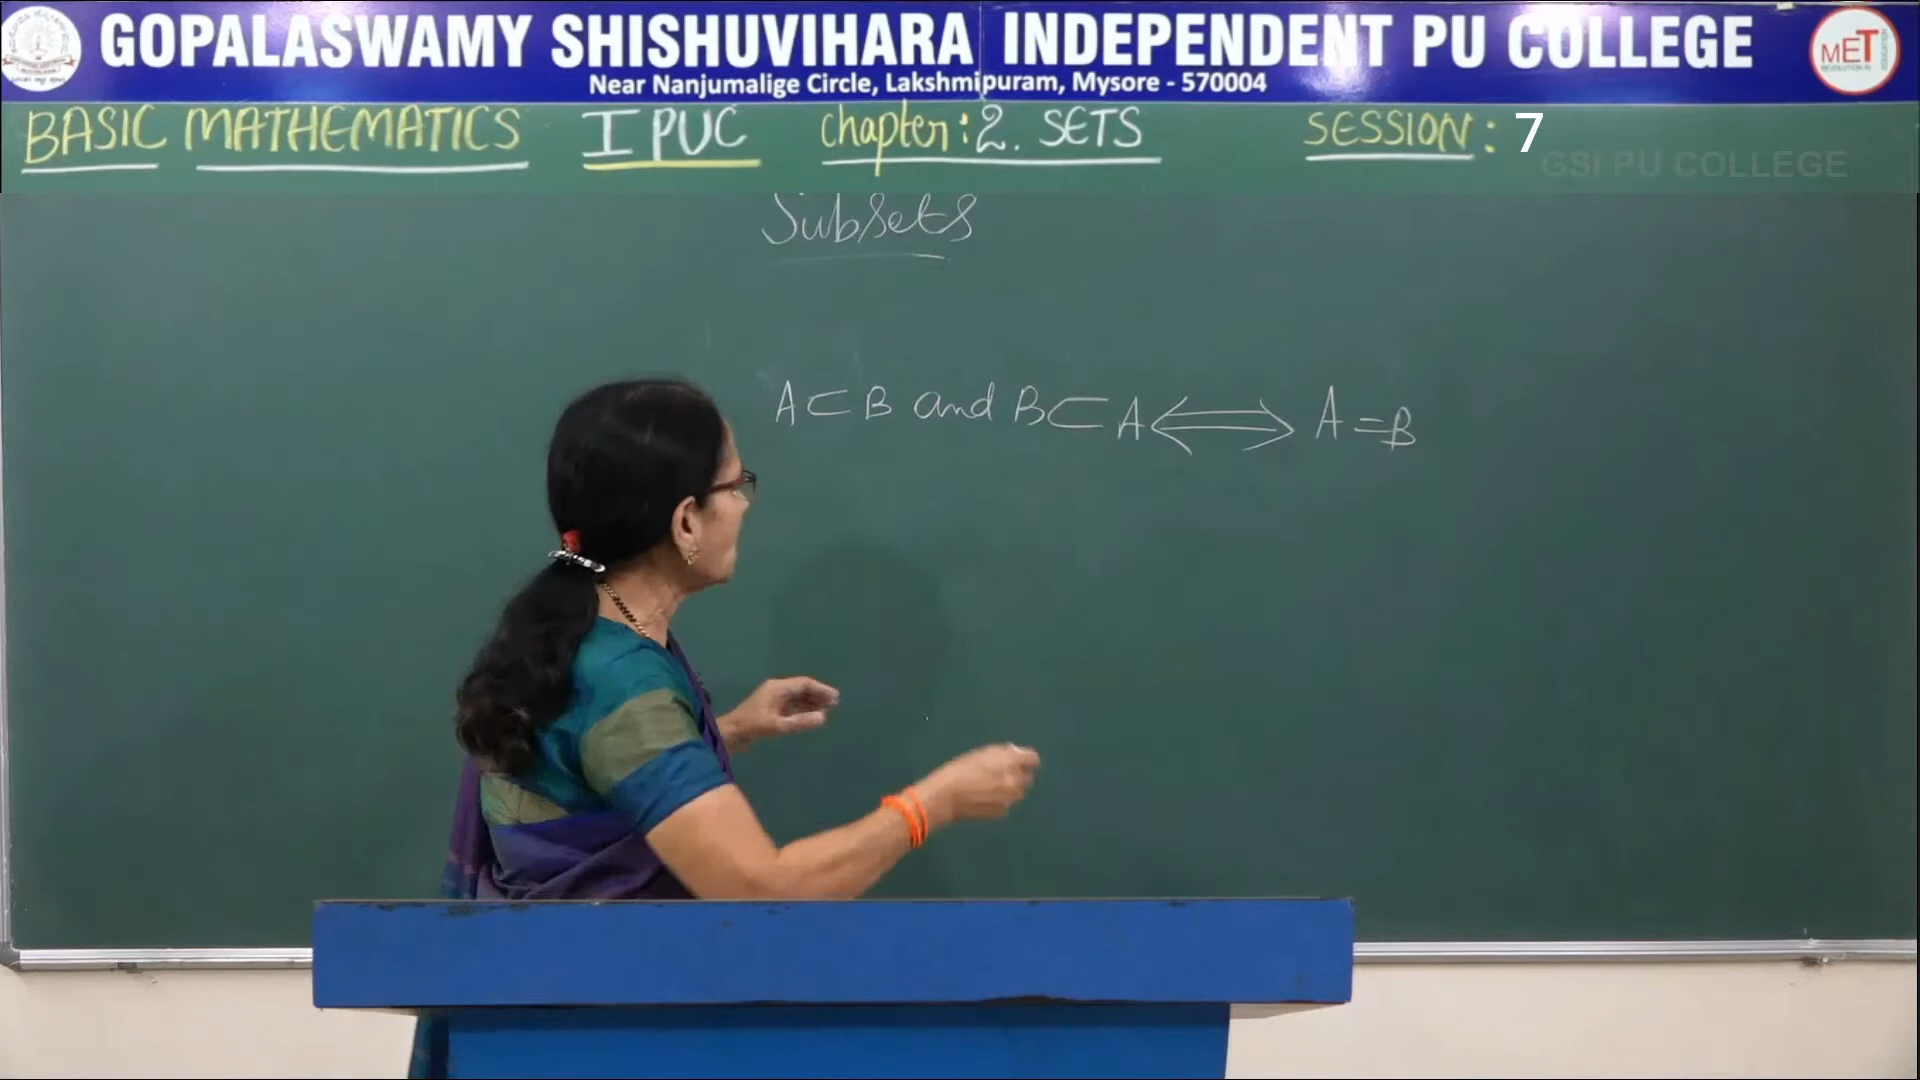 GOPALASWAMY SHISHUVIHARA INDEPENDENT PU COLLEGE
Near Nanjumalige Circle, Lakshmipuram, Mysore - 570004
MET
BASIC MATHEMATICS I PUC Chapter: 2. SETS SESSION: 7
GSI PU COLLEGE
Subsets
A ⊂ B and B ⊂ A ⟺ A = B